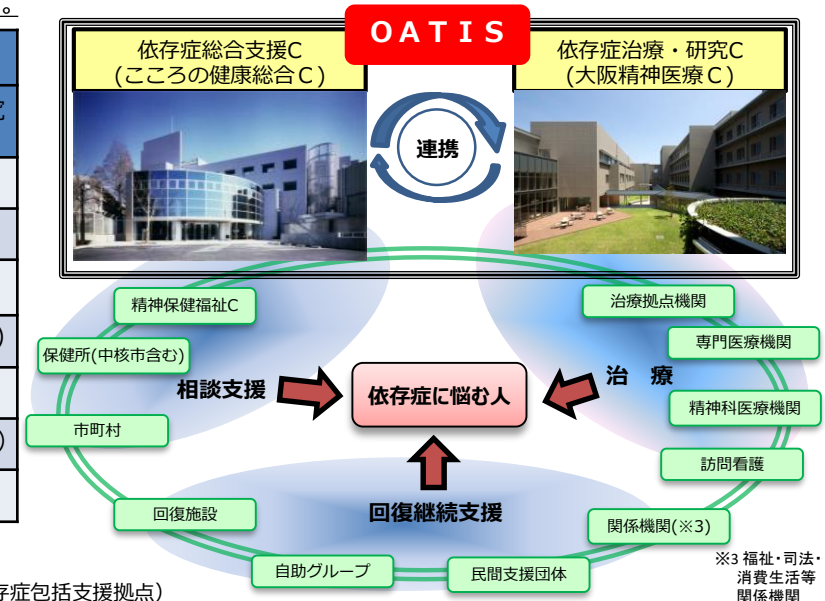 。
ＯＡＴＩＳ
依存症総合支援C
(こころの健康総合Ｃ)
依存症治療・研究C
(大阪精神医療Ｃ)
連携
）
）
精神保健福祉C
保健所(中核市含む)
市町村
回復施設
自助グループ
民間支援団体
関係機関(※3)
訪問看護
精神科医療機関
専門医療機関
治療拠点機関
相談支援
依存症に悩む人
治　療
回復継続支援
※3 福祉・司法・
消費生活等
関係機関
存症包括支援拠点）